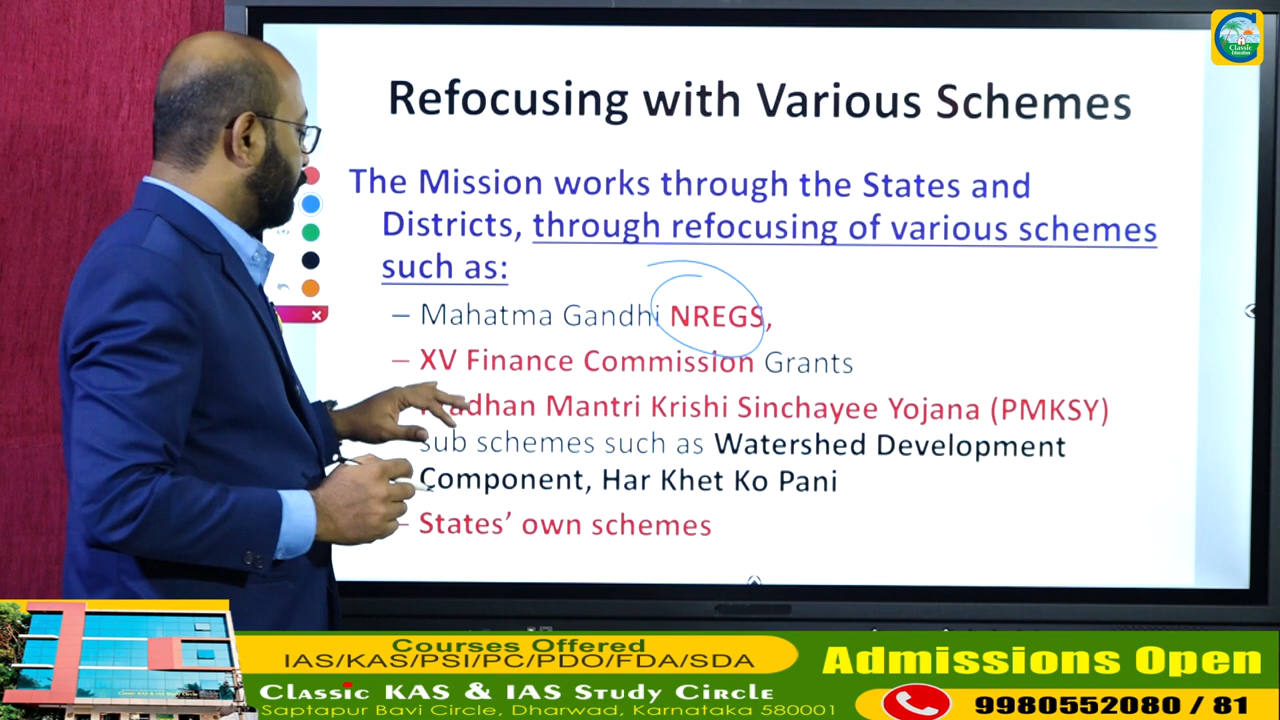 Classic
Education
Refocusing with Various Schemes
The Mission works through the States and
Districts, through refocusing of various schemes
such as:
– Mahatma Gandhi NREGS,
– XV Finance Commission Grants
Mantri Krishi Sinchayee Yojana (PMKSY)
sub schemes such as Watershed Development
Component, Har Khet Ko Pani
– States’ own schemes
Courses Offered
IAS/KAS/PSI/PC/PDO/FDA/SDA
Classic KAS & IAS Study Circle
Saptapur Bavi Circle, Dharwad, Karnataka 580001
Admissions Open
9980552080 / 81